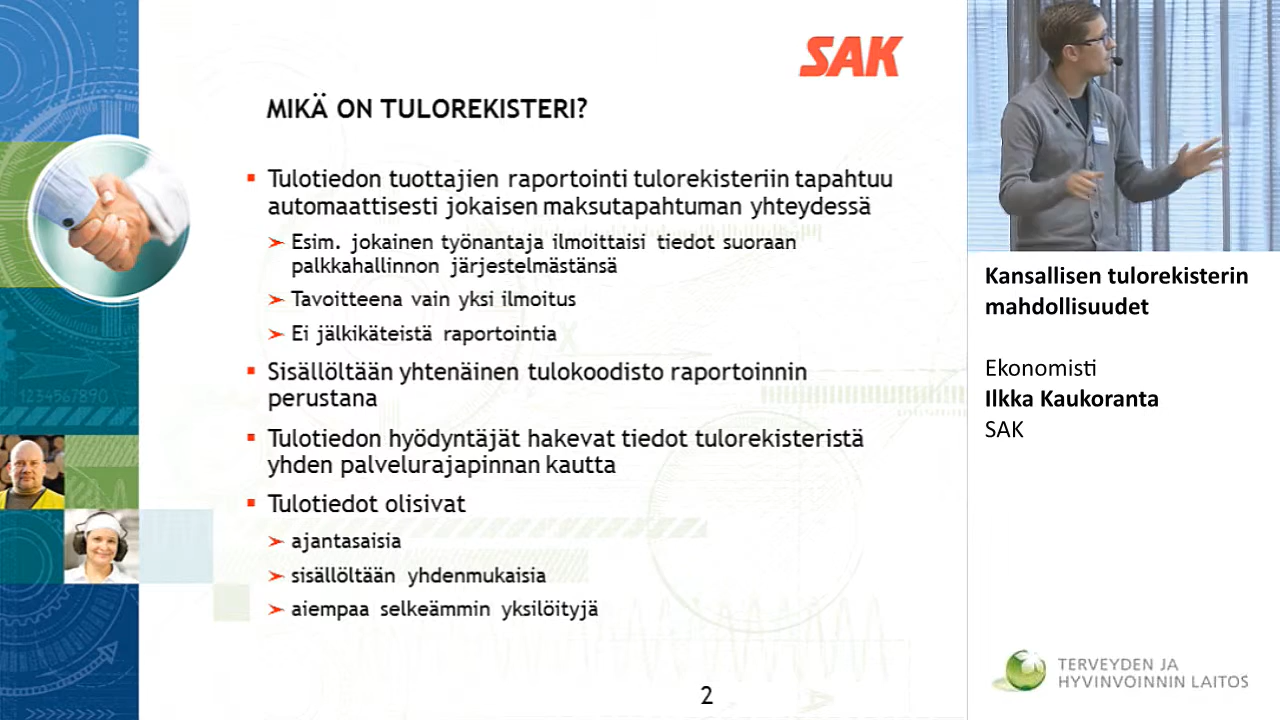 SAK
MIKÄ ON TULOREKISTERI?
Tulotiedon tuottajien raportointi tulorekisteriin tapahtuu
automaattisesti jokaisen maksutapahtuman yhteydessä
Esim. jokainen työnantaja ilmoittaisi tiedot suoraan
palkkahallinnon järjestelmästänsä
Tavoitteena vain yksi ilmoitus
Ei jälkikäteistä raportointia
Sisällöltään yhtenäinen tulokoodisto raportoinnin
perustana
Tulotiedon hyödyntäjät hakevat tiedot tulorekisteristä
yhden palvelurajapinnan kautta
Tulotiedot olisivat
ajantasaisia
sisällöltään yhdenmukaisia
aiempaa selkeämmin yksilöityjä
2
1234567890
Kansallisen tulorekisterin
mahdollisuudet
Ekonomisti
Ilkka Kaukoranta
SAK
TERVEYDEN JA
HYVINVOINNIN LAITOS